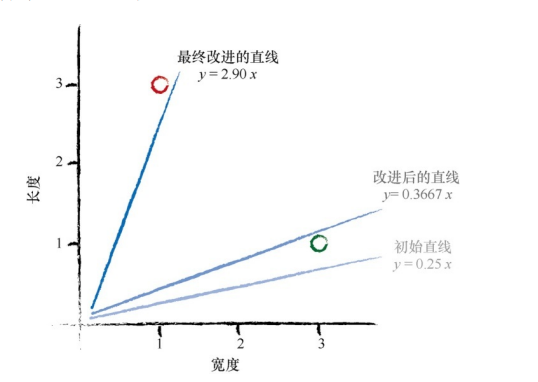 最终改进的直线
y = 2.90 x
3
2
长度
改进后的直线
y= 0.3667 x
1
初始直线
y = 0.25 x
1
2
3
宽度